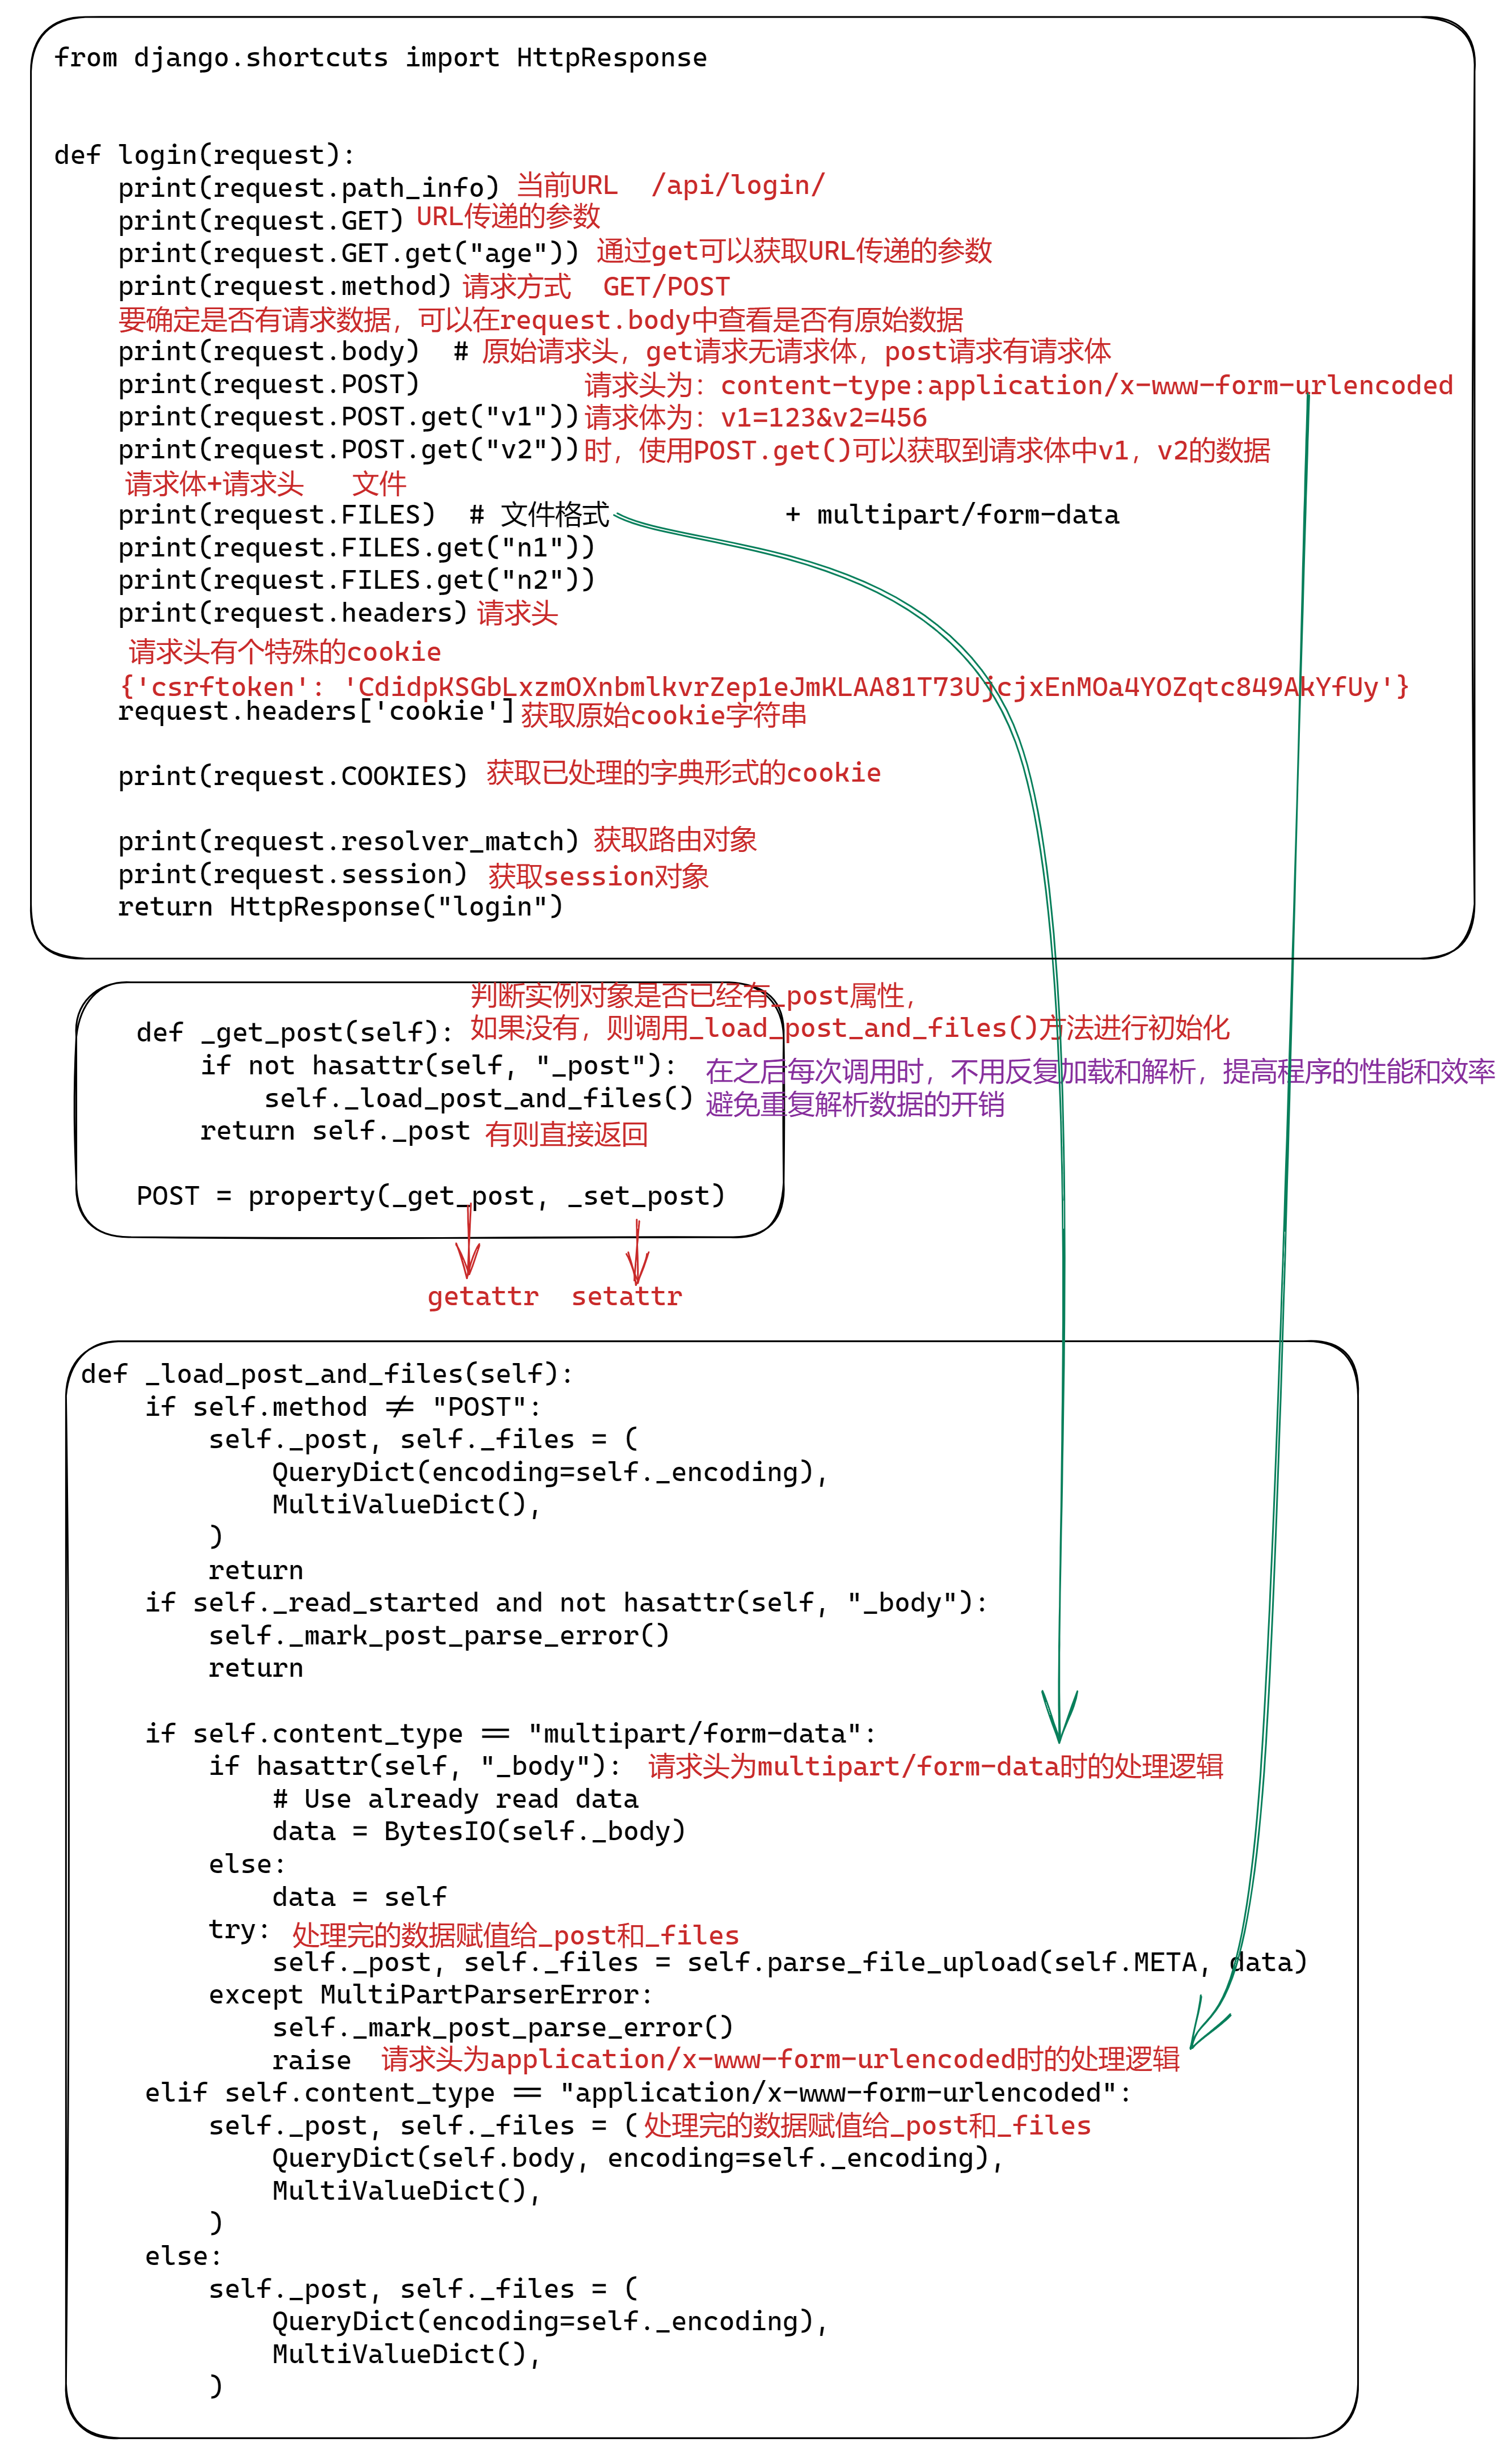 from django.shortcuts import HttpResponse
def login(request):
print(request.path_info) 当前URL /api/login/
print(request.GET) URL传递的参数
print(request.GET.get("age")) 通过get可以获取URL传递的参数
print(request.method) 请求方式 GET/POST
要确定是否有请求数据，可以在request.body中查看是否有原始数据
print(request.body) # 原始请求头，get请求无请求体，post请求有请求体
print(request.POST) 请求头为：content-type:application/x-www-form-urlencoded
print(request.POST.get("v1")) 请求体为：v1=123&v2=456
print(request.POST.get("v2")) 时，使用POST.get()可以获取到请求体中v1，v2的数据
请求体+请求头 文件
print(request.FILES) # 文件格式 + multipart/form-data
print(request.FILES.get("n1"))
print(request.FILES.get("n2"))
print(request.headers) 请求头
请求头有个特殊的cookie
{'csrftoken': 'CdidpKSGbLxzmOXnbmlkvrZep1eJmKLAA81T73UjcjxEnMOa4YOZqtc849AkYfUy'}
request.headers['cookie'] 获取原始cookie字符串
print(request.COOKIES) 获取已处理的字典形式的cookie
print(request.resolver_match) 获取路由对象
print(request.session) 获取session对象
return HttpResponse("login")
判断实例对象是否已经有_post属性，
def _get_post(self): 如果没有，则调用_load_post_and_files()方法进行初始化
if not hasattr(self, "_post"): 在之后每次调用时，不用反复加载和解析，提高程序的性能和效率
self._load_post_and_files() 避免重复解析数据的开销
return self._post 有则直接返回
POST = property(_get_post, _set_post)
getattr setattr
def _load_post_and_files(self):
if self.method != "POST":
self._post, self._files = (
QueryDict(encoding=self._encoding),
MultiValueDict(),
)
return
if self._read_started and not hasattr(self, "_body"):
self._mark_post_parse_error()
return
if self.content_type == "multipart/form-data":
if hasattr(self, "_body"): 请求头为multipart/form-data时的处理逻辑
# Use already read data
data = BytesIO(self._body)
else:
data = self
try: 处理完的数据赋值给_post和_files
self._post, self._files = self.parse_file_upload(self.META, data)
except MultiPartParserError:
self._mark_post_parse_error()
raise 请求头为application/x-www-form-urlencoded时的处理逻辑
elif self.content_type == "application/x-www-form-urlencoded":
self._post, self._files = ( 处理完的数据赋值给_post和_files
QueryDict(self.body, encoding=self._encoding),
MultiValueDict(),
)
else:
self._post, self._files = (
QueryDict(encoding=self._encoding),
MultiValueDict(),
)